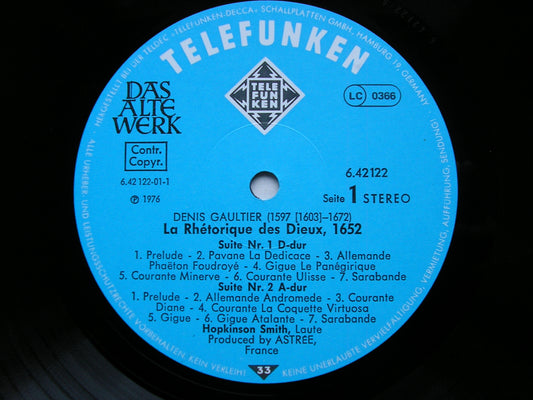 HERGESTELLT BEI DER TELDEC »TELEFUNKEN-DECCA« SCHALLPLATTEN GMBH, HAMBURG 19 GERMANY
TELEFUNKEN
DAS
ALTE
WERK
TELE
FUN
KEN
LC 0366
Contr.
Copyr.
6.42 122-01-1
℗ 1976
6.42122
Seite 1 STEREO
DENIS GAULTIER (1597 [1603]–1672)
La Rhétorique des Dieux, 1652
Suite Nr. 1 D-dur
1. Prelude - 2. Pavane La Dedicace - 3. Allemande
Phaëton Foudroyé - 4. Gigue Le Panégirique
5. Courante Minerve - 6. Courante Ulisse - 7. Sarabande
Suite Nr. 2 A-dur
1. Prelude - 2. Allemande Andromede - 3. Courante
Diane - 4. Courante La Coquette Virtuosa
5. Gigue - 6. Gigue Atalante - 7. Sarabande
Hopkinson Smith, Laute
Produced by ASTRÉE,
France
33
ALLE URHEBER- UND LEISTUNGSSCHUTZRECHTE VORBEHALTEN. KEIN VERLEIH!
KEINE UNERLAUBTE VERVIELFÄLTIGUNG, VERMIETUNG, AUFFÜHRUNG, SENDUNG!